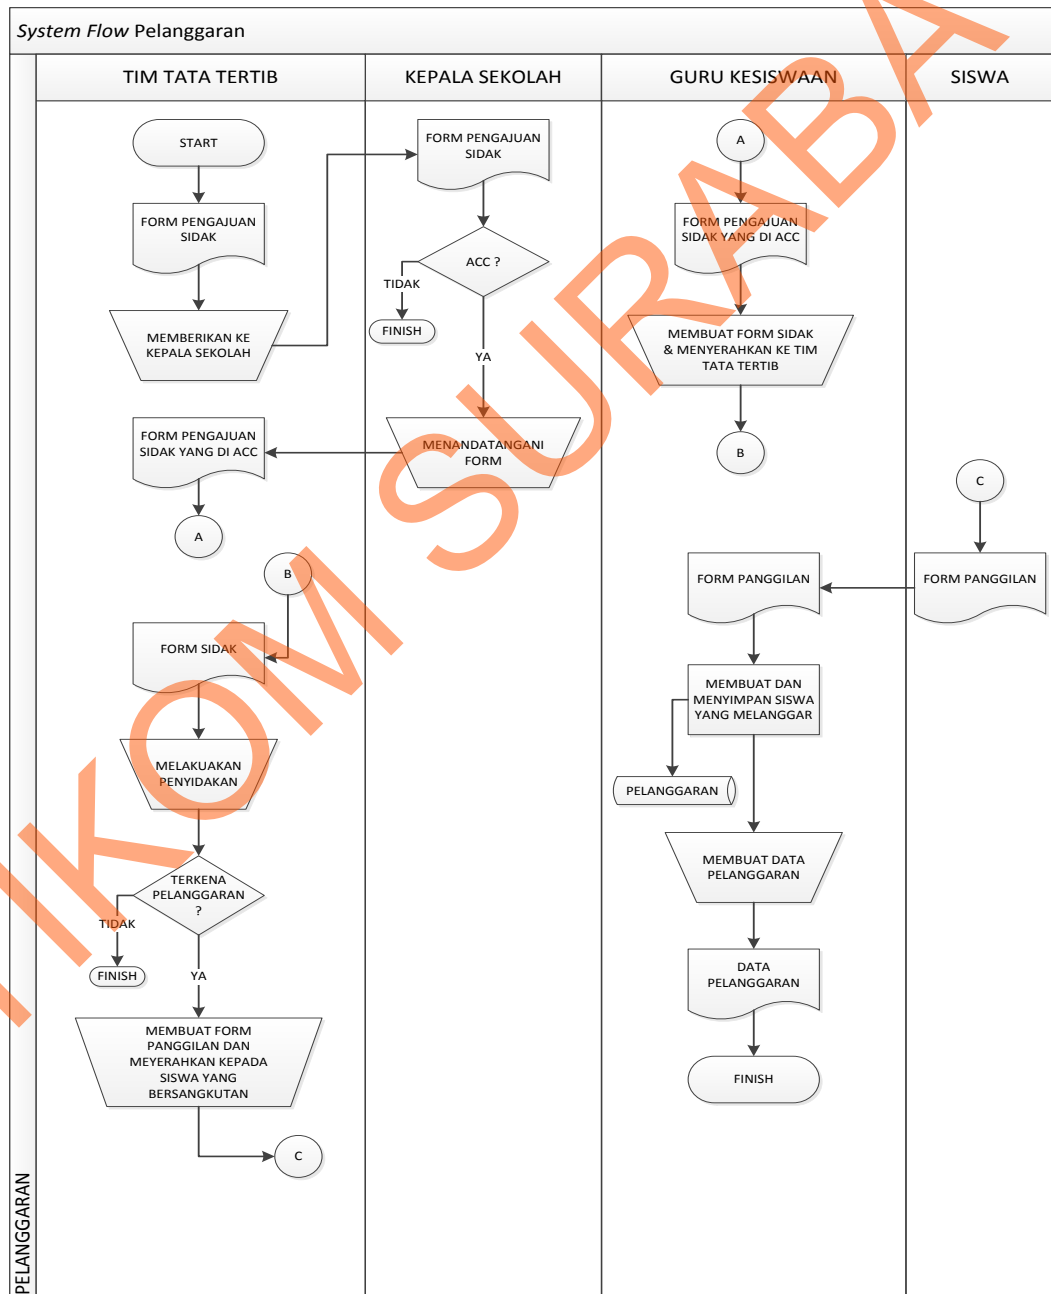 System Flow Pelanggaran
TIM TATA TERTIB
KEPALA SEKOLAH
GURU KESISWAAN
SISWA
START
FORM PENGAJUAN
SIDAK
MEMBERIKAN KE
KEPALA SEKOLAH
FORM PENGAJUAN
SIDAK YANG DI ACC
A
B
FORM SIDAK
MELAKUAKAN
PENYIDAKAN
TERKENA
PELANGGARAN
?
TIDAK
FINISH
YA
MEMBUAT FORM
PANGGILAN DAN
MEYERAHKAN KEPADA
SISWA YANG
BERSANGKUTAN
C
FORM PENGAJUAN
SIDAK
ACC ?
TIDAK
FINISH
YA
MENANDATANGANI
FORM
A
FORM PENGAJUAN
SIDAK YANG DI ACC
MEMBUAT FORM SIDAK
& MENYERAHKAN KE TIM
TATA TERTIB
B
FORM PANGGILAN
MEMBUAT DAN
MENYIMPAN SISWA
YANG MELANGGAR
PELANGGARAN
MEMBUAT DATA
PELANGGARAN
DATA
PELANGGARAN
FINISH
C
FORM PANGGILAN
PELANGGARAN
IKOM SURABA